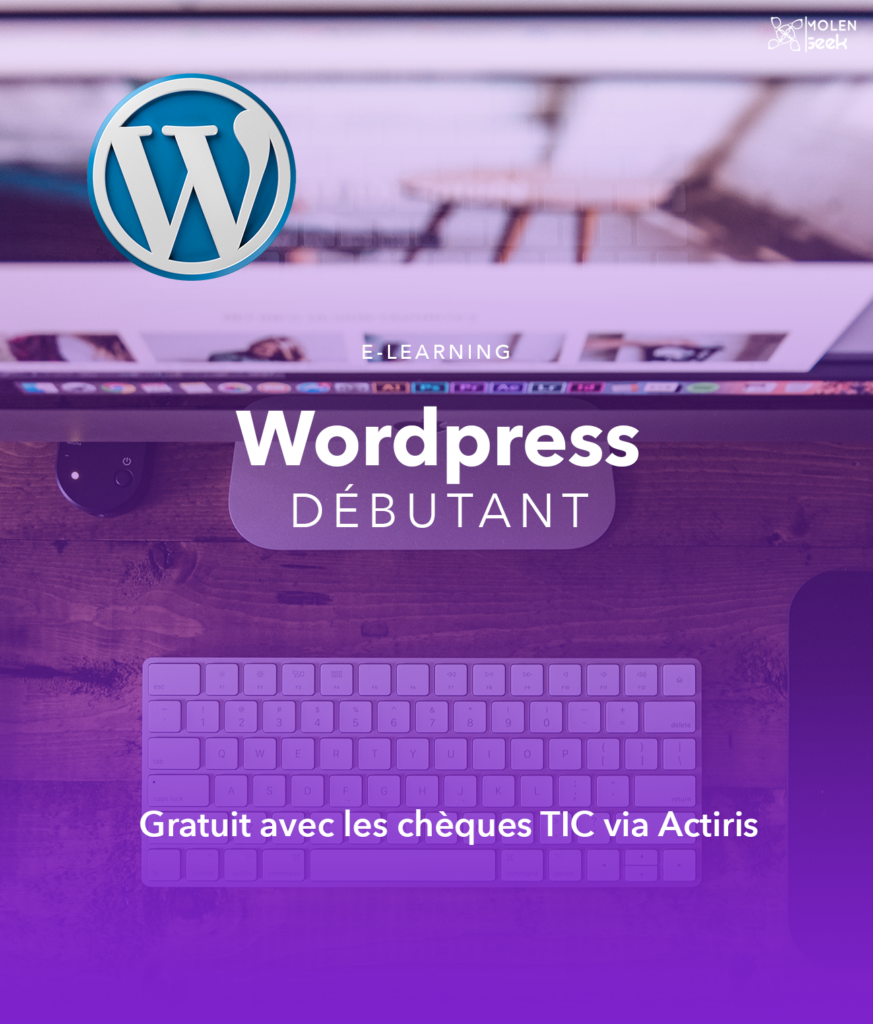 MOLEN
Geek
E-LEARNING
Wordpress
DÉBUTANT
Gratuit avec les chèques TIC via Actiris